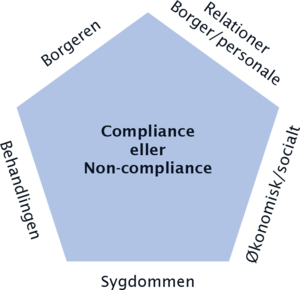 Borgeren
Relationer
Borger/personale
Compliance
eller
Non-compliance
Behandlingen
Økonomisk/socialt
Sygdommen